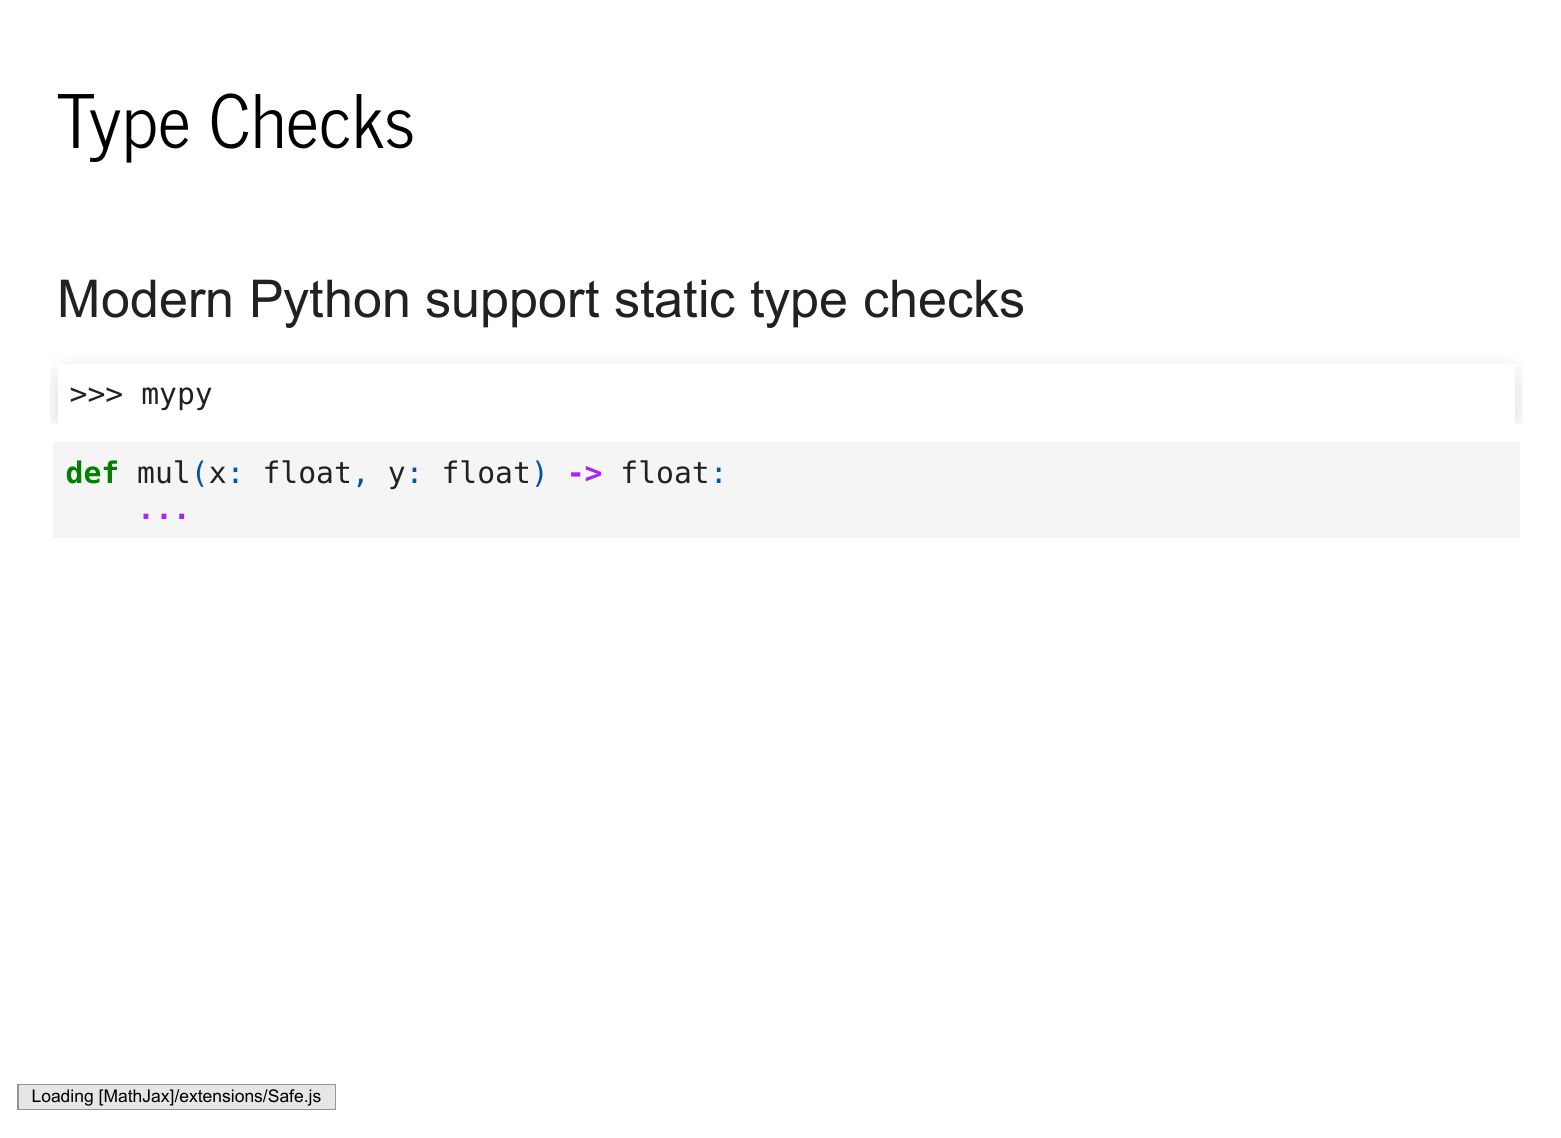 Type Checks
Modern Python support static type checks
>>> mypy
def mul(x: float, y: float) -> float:
    ...
Loading [MathJax]/extensions/Safe.js